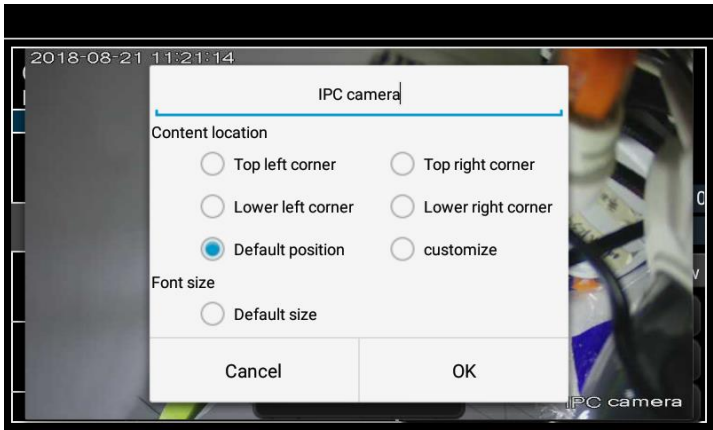 2018-08-21 11:21:14
IPC camera
Content location
Top left corner
Top right corner
Lower left corner
Lower right corner
Default position
customize
Font size
Default size
Cancel
OK
IPC camera